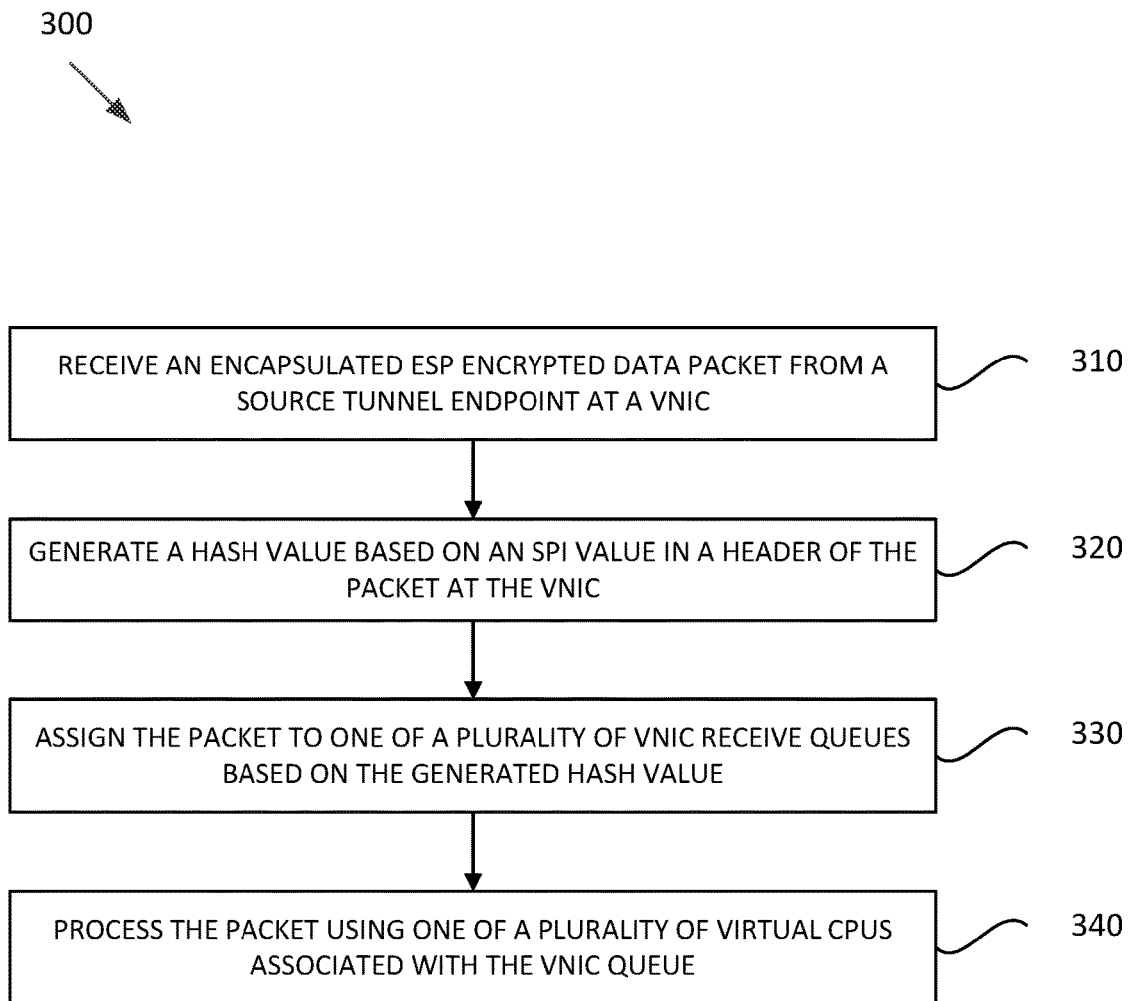 300
RECEIVE AN ENCAPSULATED ESP ENCRYPTED DATA PACKET FROM A
SOURCE TUNNEL ENDPOINT AT A VNIC
310
GENERATE A HASH VALUE BASED ON AN SPI VALUE IN A HEADER OF THE
PACKET AT THE VNIC
320
ASSIGN THE PACKET TO ONE OF A PLURALITY OF VNIC RECEIVE QUEUES
BASED ON THE GENERATED HASH VALUE
330
PROCESS THE PACKET USING ONE OF A PLURALITY OF VIRTUAL CPUS
ASSOCIATED WITH THE VNIC QUEUE
340